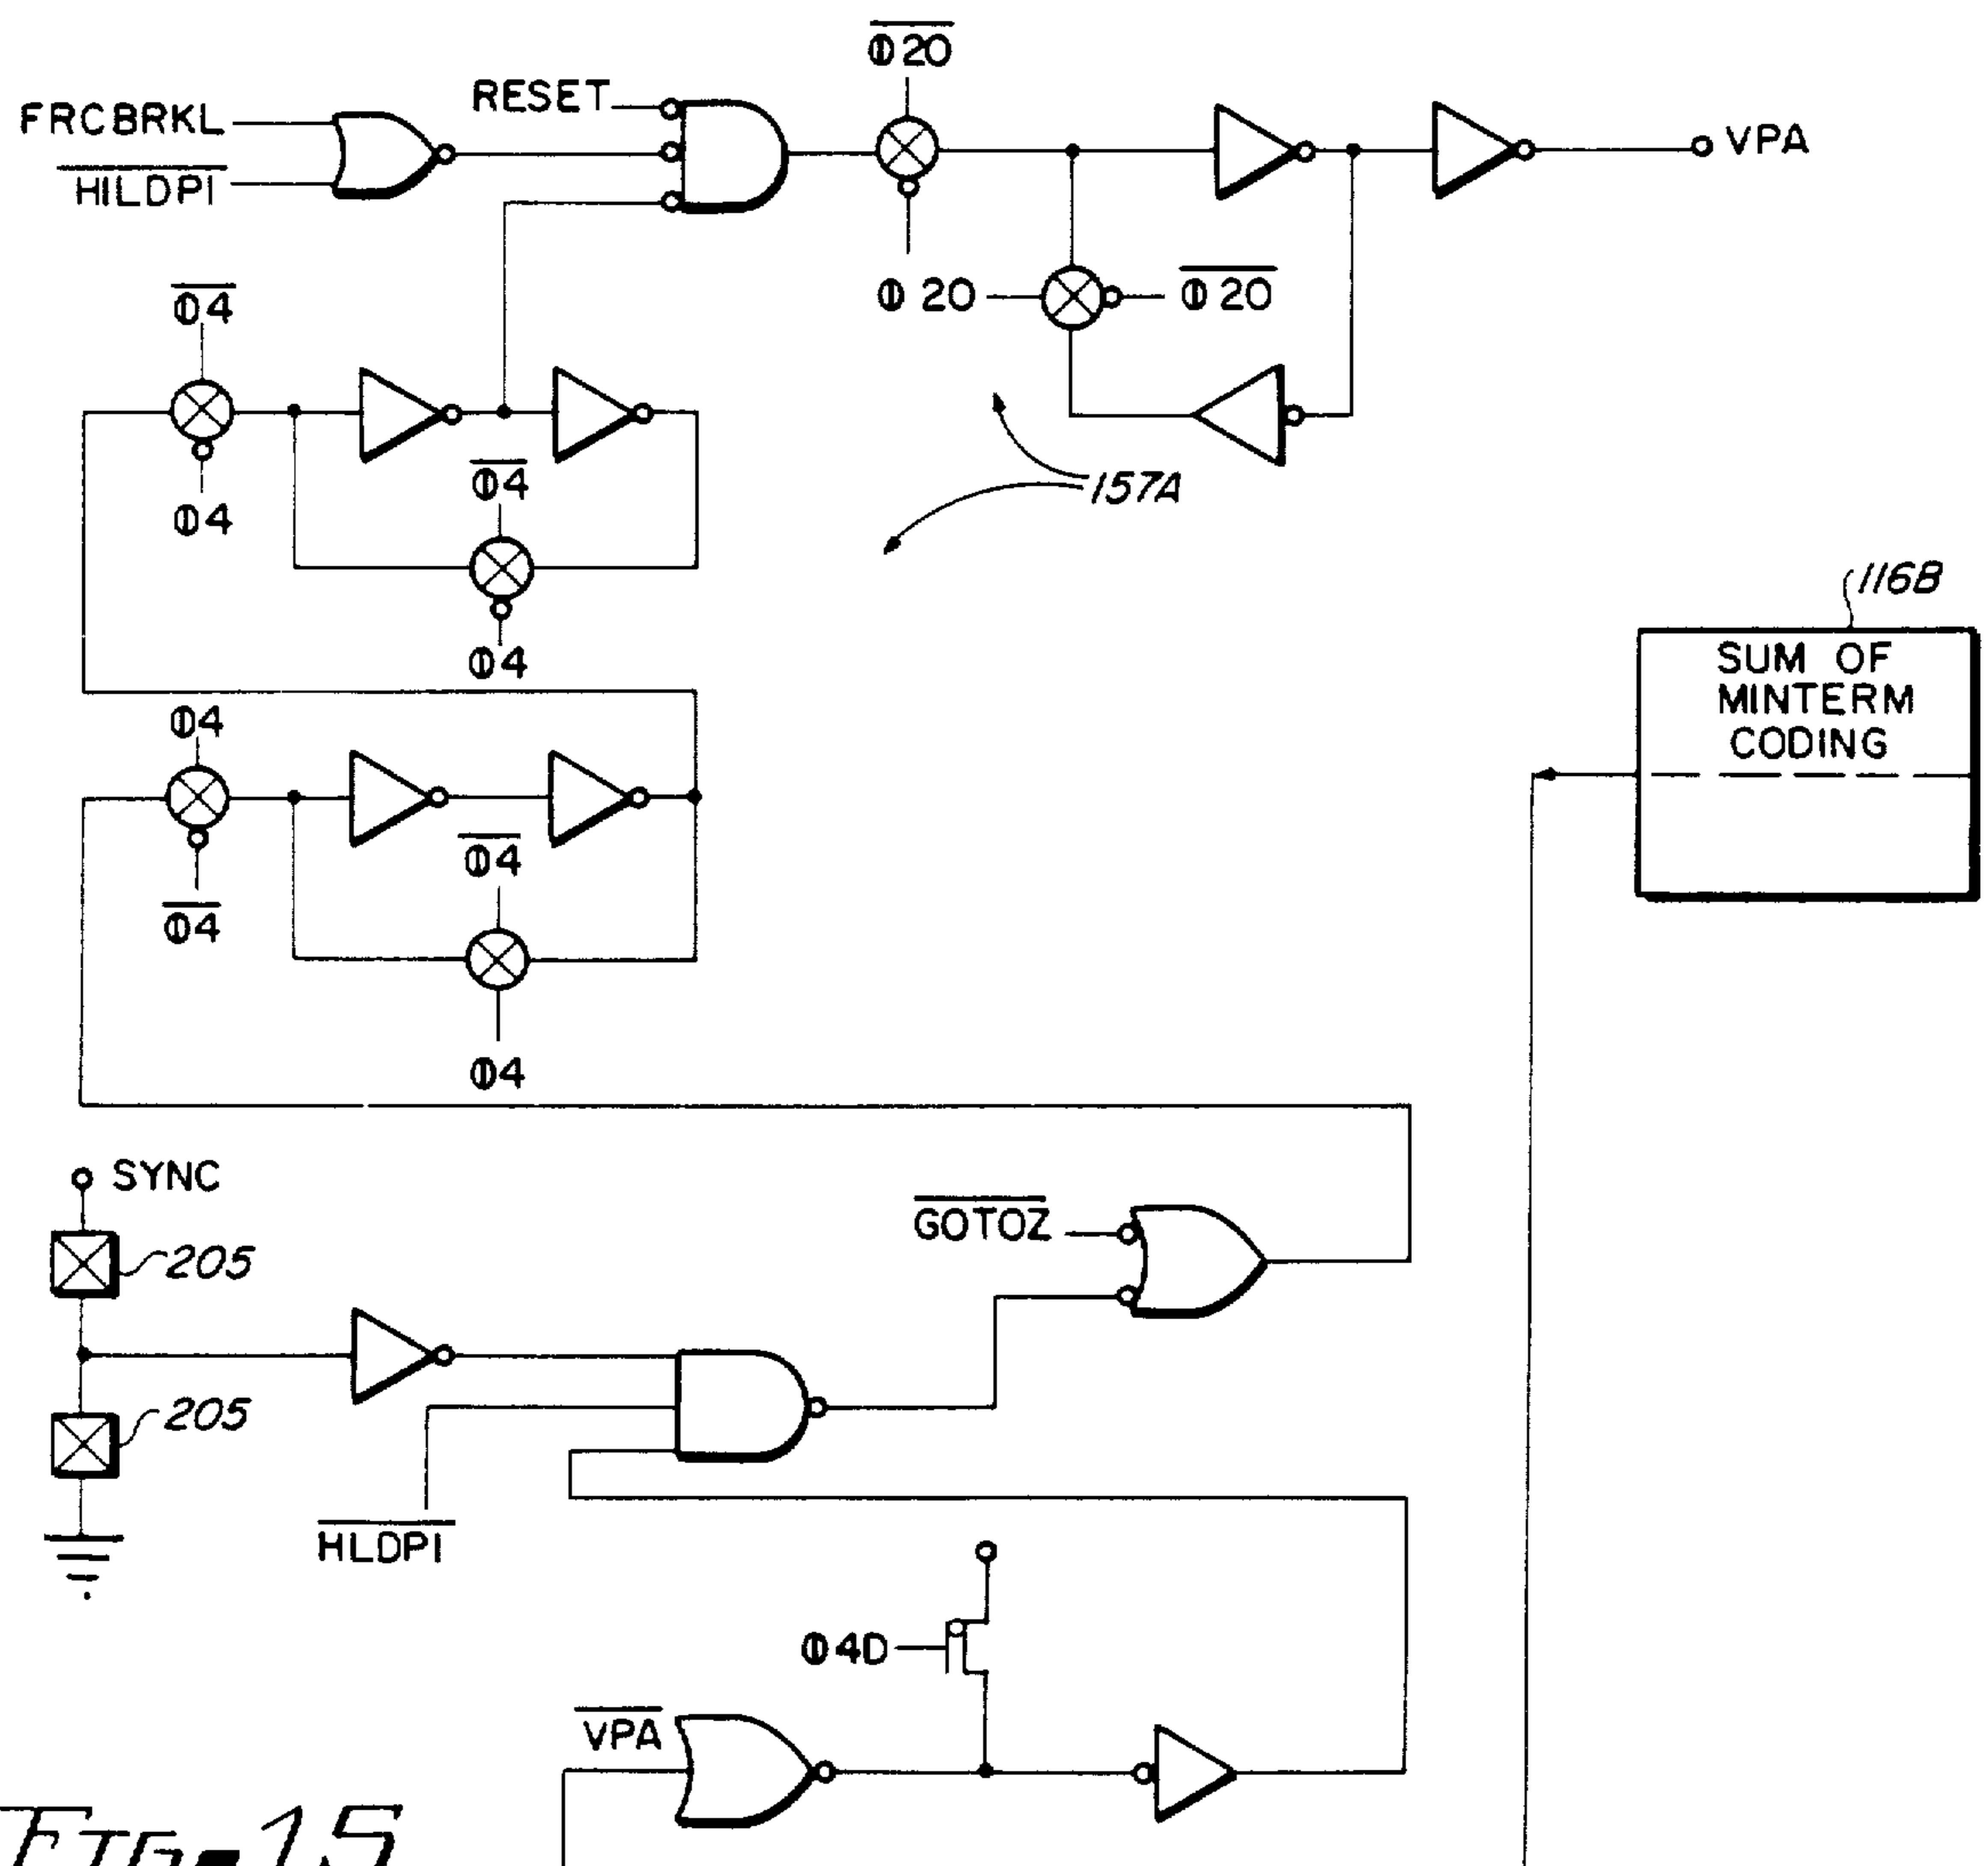 Φ20
RESET
FRCBRKL
HILDPI
VPA
Φ20
Φ20
Φ4
Φ4
Φ4
157A
Φ4
116B
SUM OF
MINTERM
CODING
Φ4
Φ4
Φ4
Φ4
SYNC
GOTOZ
205
205
HLDPI
Φ4D
VPA
FIG-15